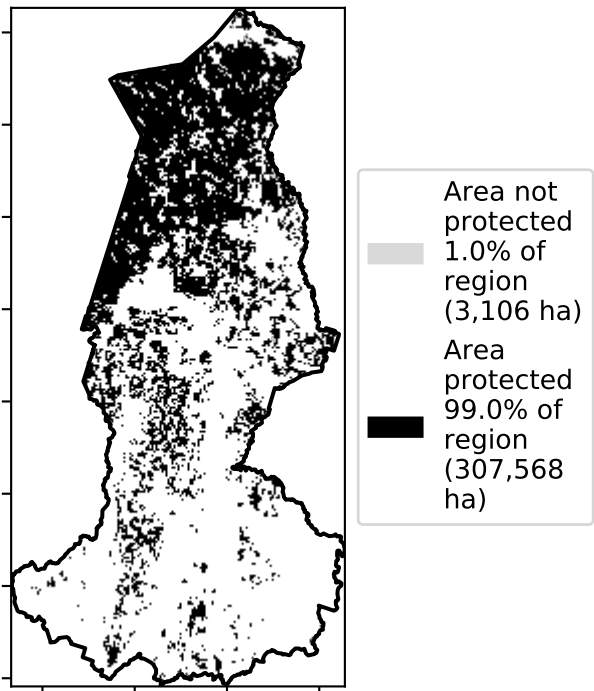 Area not
protected
1.0% of
region
(3,106 ha)
Area
protected
99.0% of
region
(307,568
ha)